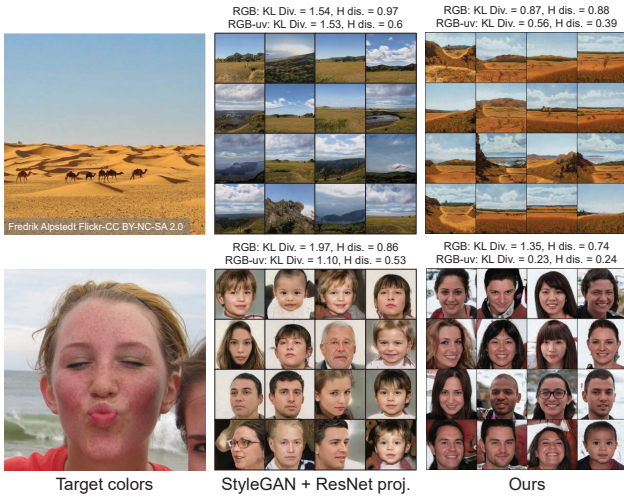 RGB: KL Div. = 1.54, H dis. = 0.97
RGB-uv: KL Div. = 1.53, H dis. = 0.6
RGB: KL Div. = 0.87, H dis. = 0.88
RGB-uv: KL Div. = 0.56, H dis. = 0.39
Fredrik Alpstedt Flickr-CC BY-NC-SA 2.0
RGB: KL Div. = 1.97, H dis. = 0.86
RGB-uv: KL Div. = 1.10, H dis. = 0.53
RGB: KL Div. = 1.35, H dis. = 0.74
RGB-uv: KL Div. = 0.23, H dis. = 0.24
Target colors
StyleGAN + ResNet proj.
Ours